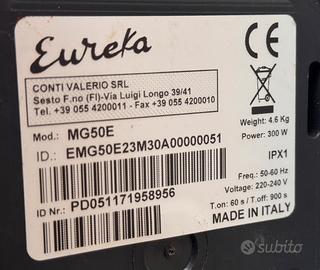 Eureka
CONTI VALERIO SRL
Sesto F.no (FI)-Via Luigi Longo 39/41
Tel. +39 055 4200011 - Fax +39 055 4200010
Mod.: MG50E
ID.: EMG50E23M30A00000051
ID Nr.: PD051171958956
CE
Weight: 4.6 Kg
Power: 300 W
IPX1
Freq.: 50-60 Hz
Voltage: 220-240 V
T.on: 60 s/ T.off: 900 s
MADE IN ITALY
subito